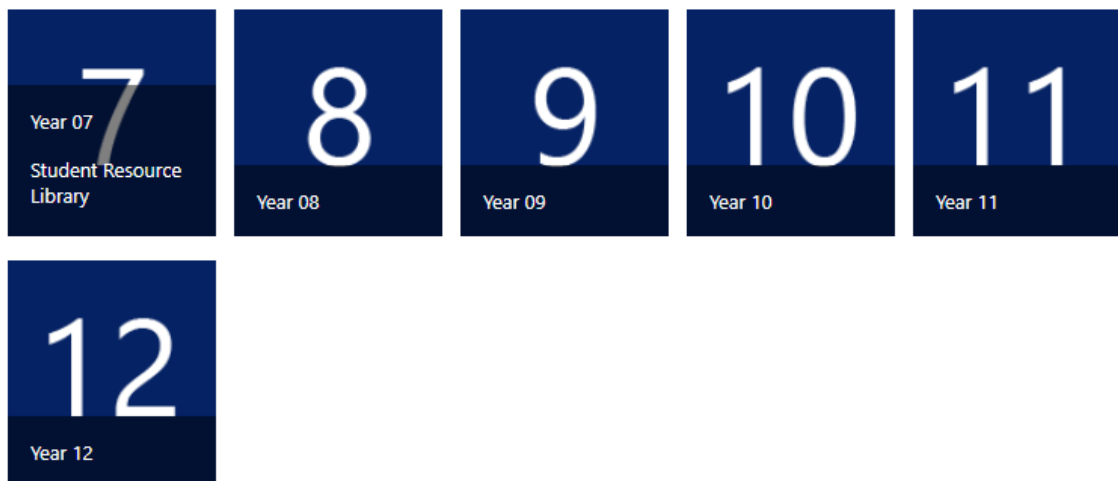 7
Year 07
Student Resource
Library
8
Year 08
9
Year 09
10
Year 10
11
Year 11
12
Year 12